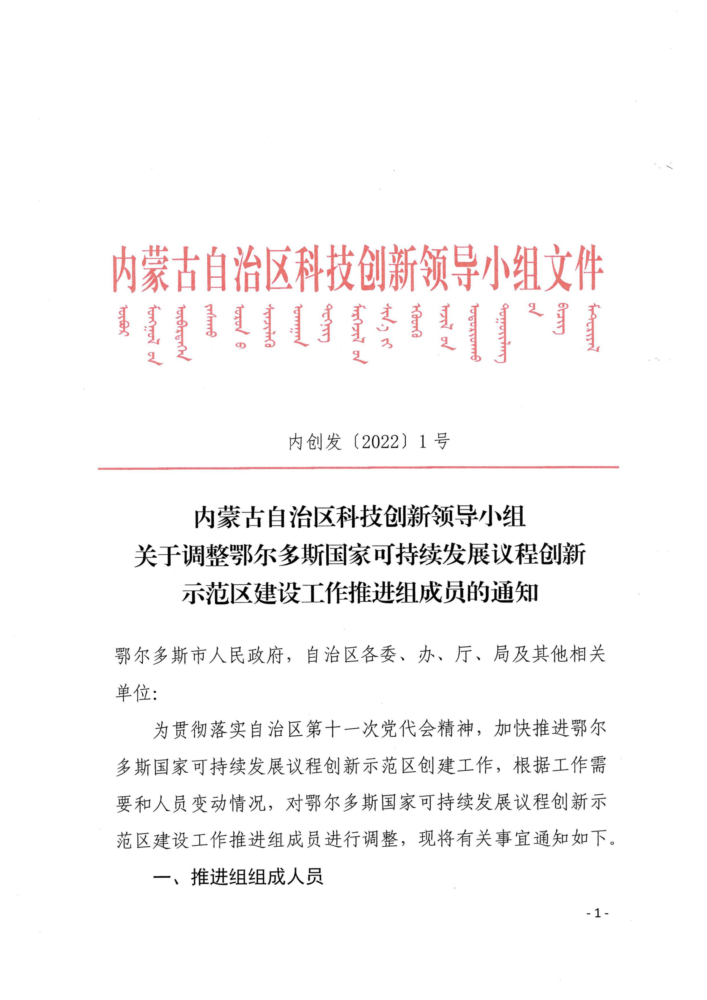 内蒙古自治区科技创新领导小组文件
内创发〔2022〕1 号
内蒙古自治区科技创新领导小组
关于调整鄂尔多斯国家可持续发展议程创新
示范区建设工作推进组成员的通知
鄂尔多斯市人民政府，自治区各委、办、厅、局及其他相关
单位：
为贯彻落实自治区第十一次党代会精神，加快推进鄂尔
多斯国家可持续发展议程创新示范区创建工作，根据工作需
要和人员变动情况，对鄂尔多斯国家可持续发展议程创新示
范区建设工作推进组成员进行调整，现将有关事宜通知如下。
一、推进组组成人员
- 1 -